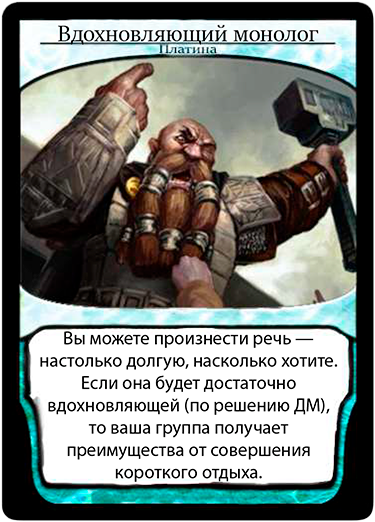 Вдохновляющий монолог
Платина
Вы можете произнести речь —
настолько долгую, насколько хотите.
Если она будет достаточно
вдохновляющей (по решению ДМ),
то ваша группа получает
преимущества от совершения
короткого отдыха.